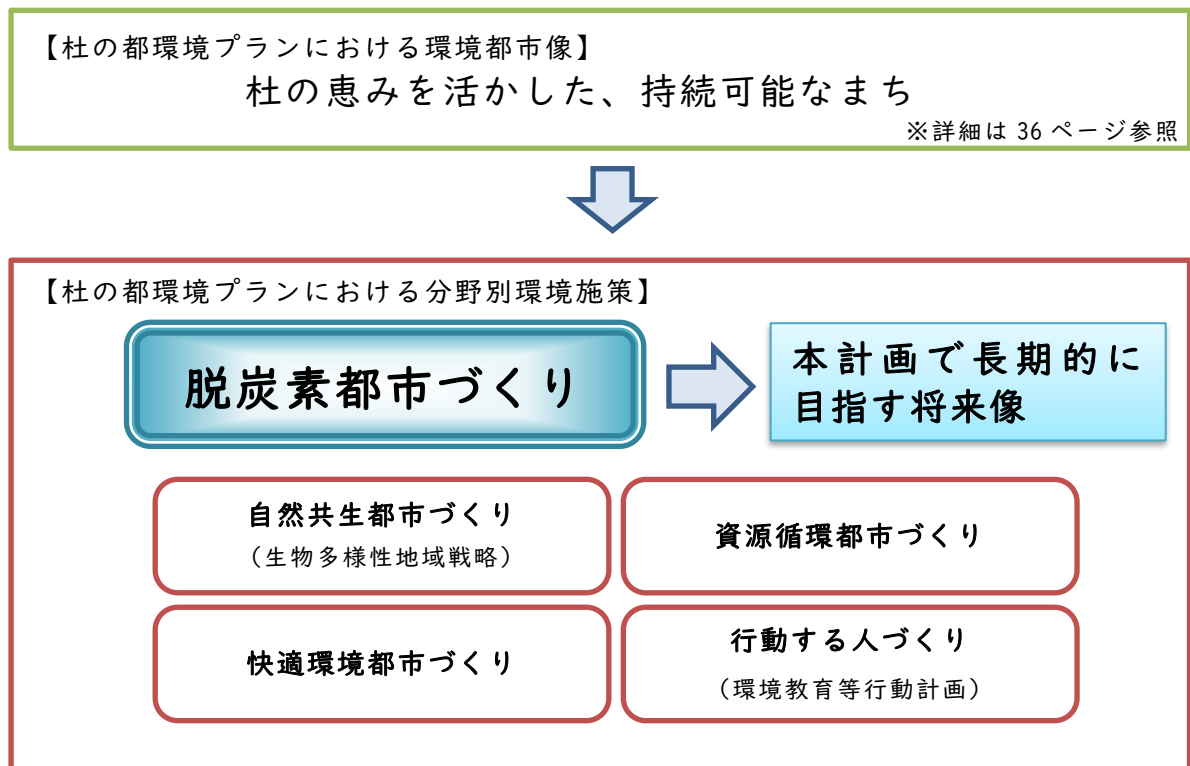 【杜の都環境プランにおける環境都市像】
杜の恵みを活かした、持続可能なまち
※詳細は 36 ページ参照
【杜の都環境プランにおける分野別環境施策】
脱炭素都市づくり
本計画で長期的に
目指す将来像
自然共生都市づくり
（生物多様性地域戦略）
資源循環都市づくり
快適環境都市づくり
行動する人づくり
（環境教育等行動計画）